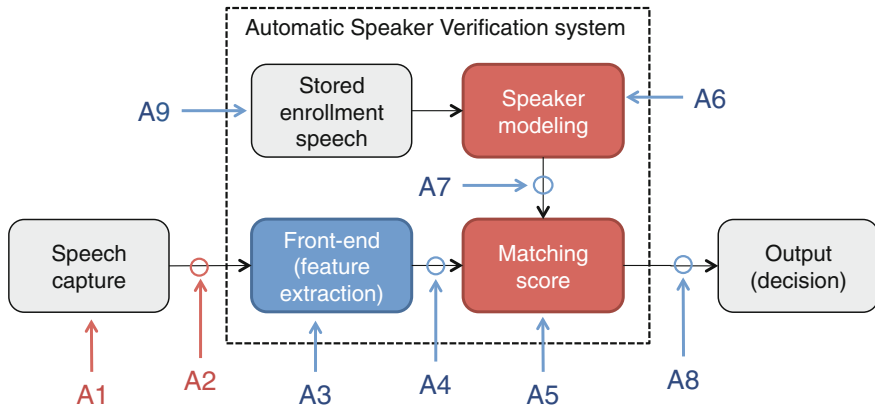 Automatic Speaker Verification system
A9
Stored
enrollment
speech
Speaker
modeling
A6
A7
Speech
capture
Front-end
(feature
extraction)
Matching
score
Output
(decision)
A1
A2
A3
A4
A5
A8